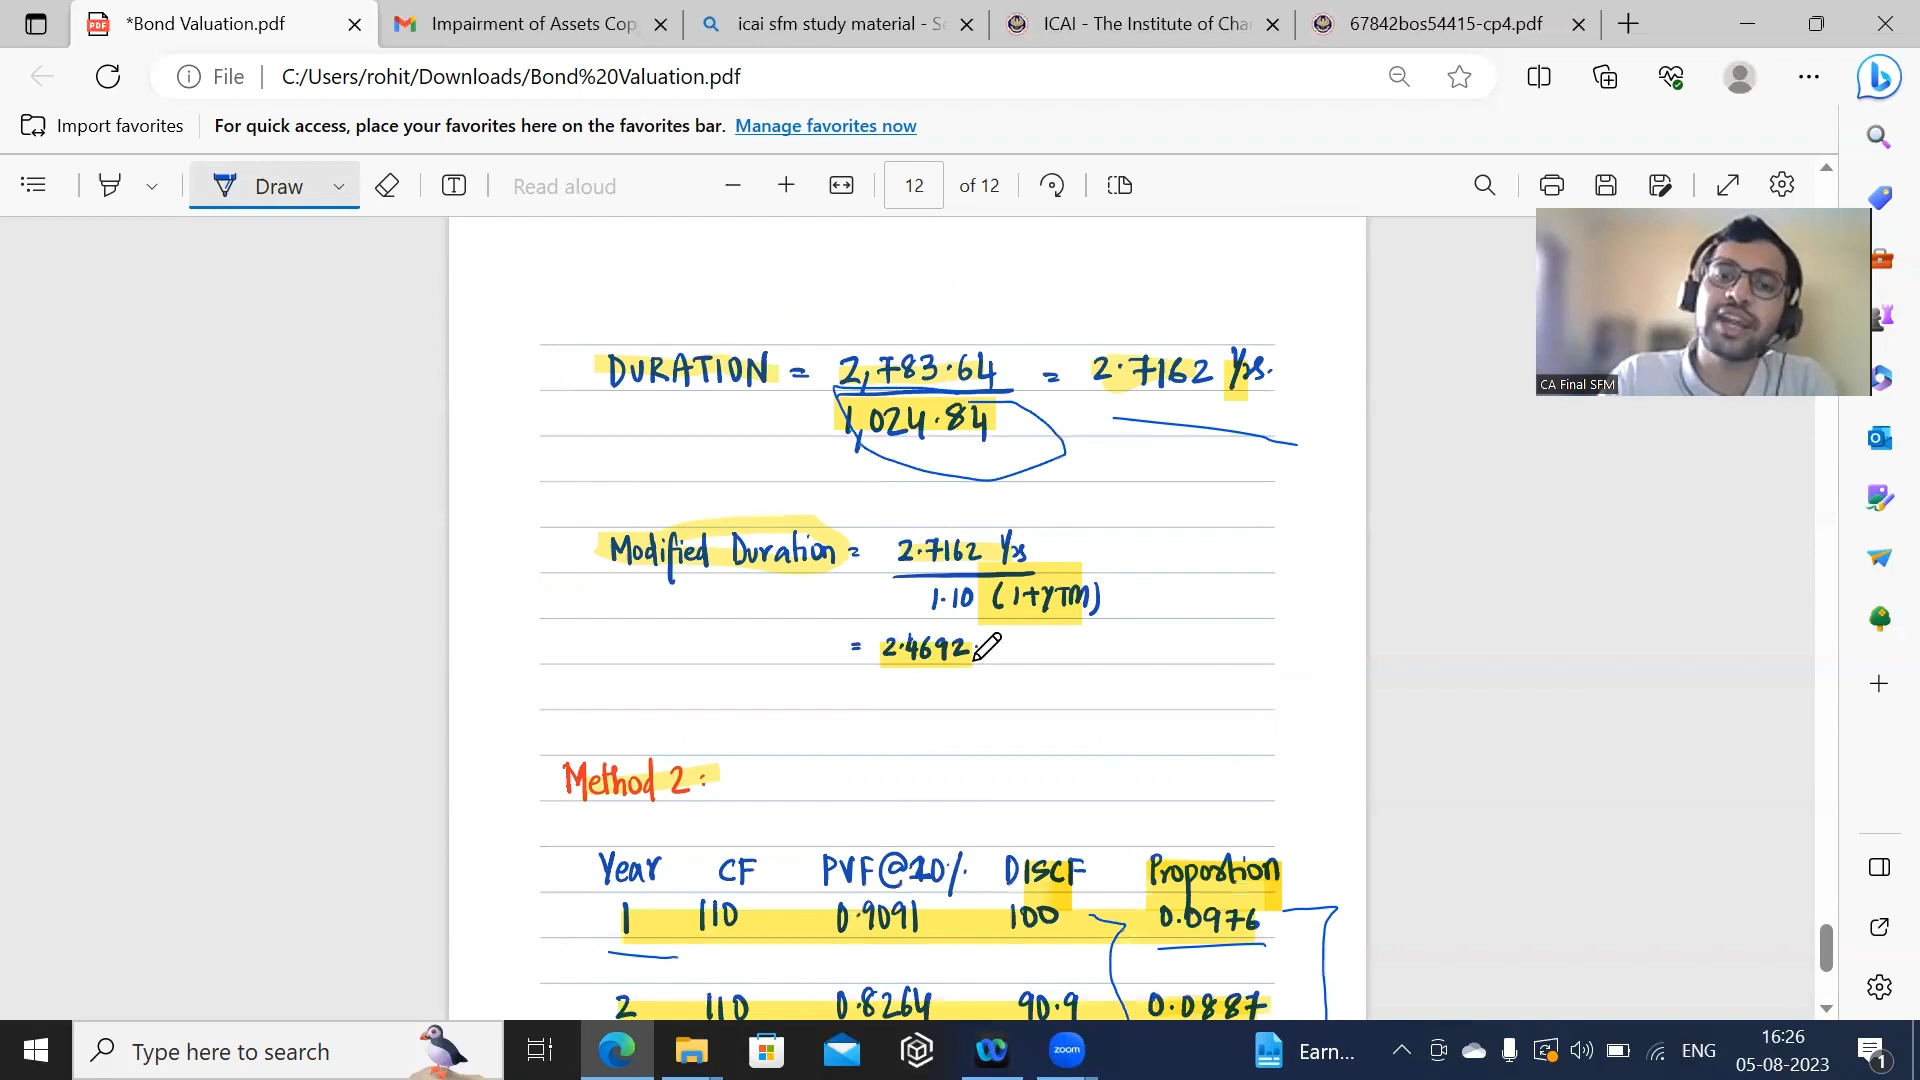 *Bond Valuation.pdf
Impairment of Assets Cop
icai sfm study material - Se
ICAI - The Institute of Cha
67842bos54415-cp4.pdf
File
C:/Users/rohit/Downloads/Bond%20Valuation.pdf
Import favorites
For quick access, place your favorites here on the favorites bar. Manage favorites now
Draw
Read aloud
12 of 12
CA Final SFM
DURATION = 2,783.64 = 2.7162 Yrs.
1,024.84
Modified Duration = 2.7162 Yrs
1.10 (1+YTM)
= 2.4692
Method 2:
Year CF PVF@10% DISCF Proportion
1 110 0.9091 100 0.0976
2 110 0.8264 90.9 0.0887
Type here to search
zoom
Earn...
ENG
16:26
05-08-2023
1